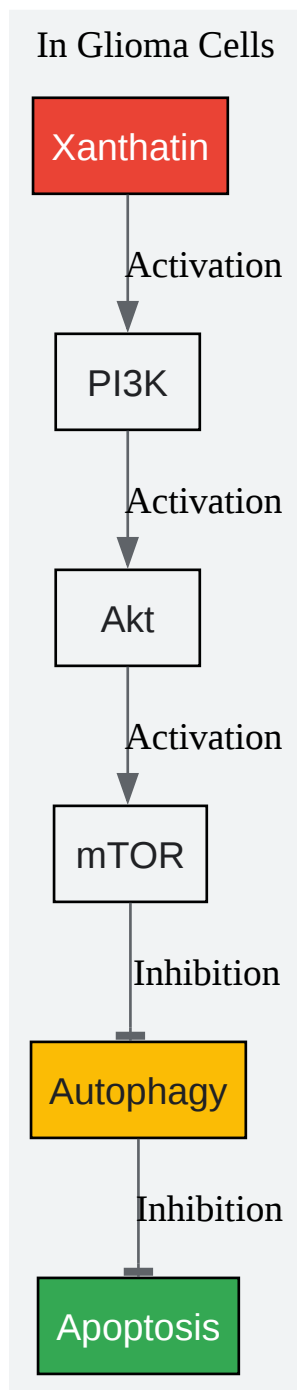 In Glioma Cells
Xanthatin
Activation
PI3K
Activation
Akt
Activation
mTOR
Inhibition
Autophagy
Inhibition
Apoptosis